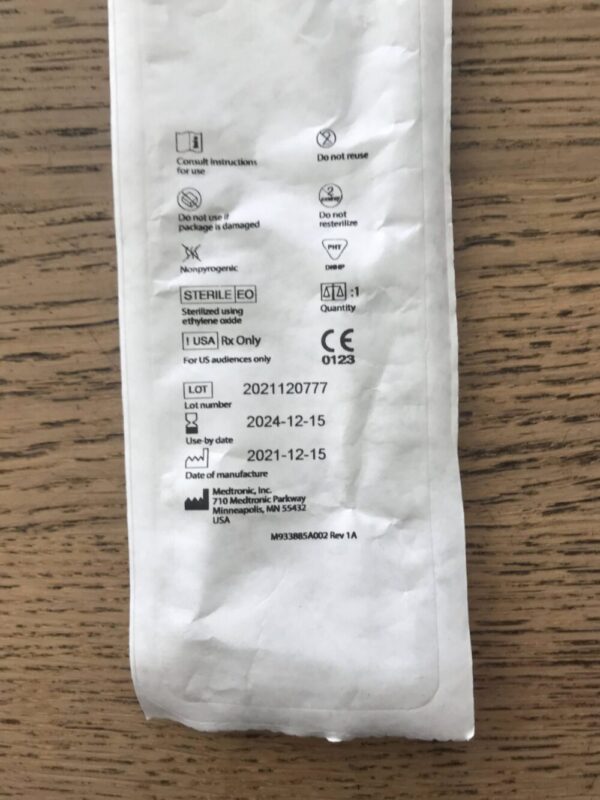 Consult instructions
for use
Do not reuse
Do not use if
package is damaged
2
Do not
resterilize
Nonpyrogenic
PHT
DEHP
STERILE EO
Sterilized using
ethylene oxide
:1
Quantity
! USA Rx Only
For US audiences only
CE
0123
LOT 2021120777
Lot number
2024-12-15
Use-by date
2021-12-15
Date of manufacture
Medtronic, Inc.
710 Medtronic Parkway
Minneapolis, MN 55432
USA
M933885A002 Rev 1A